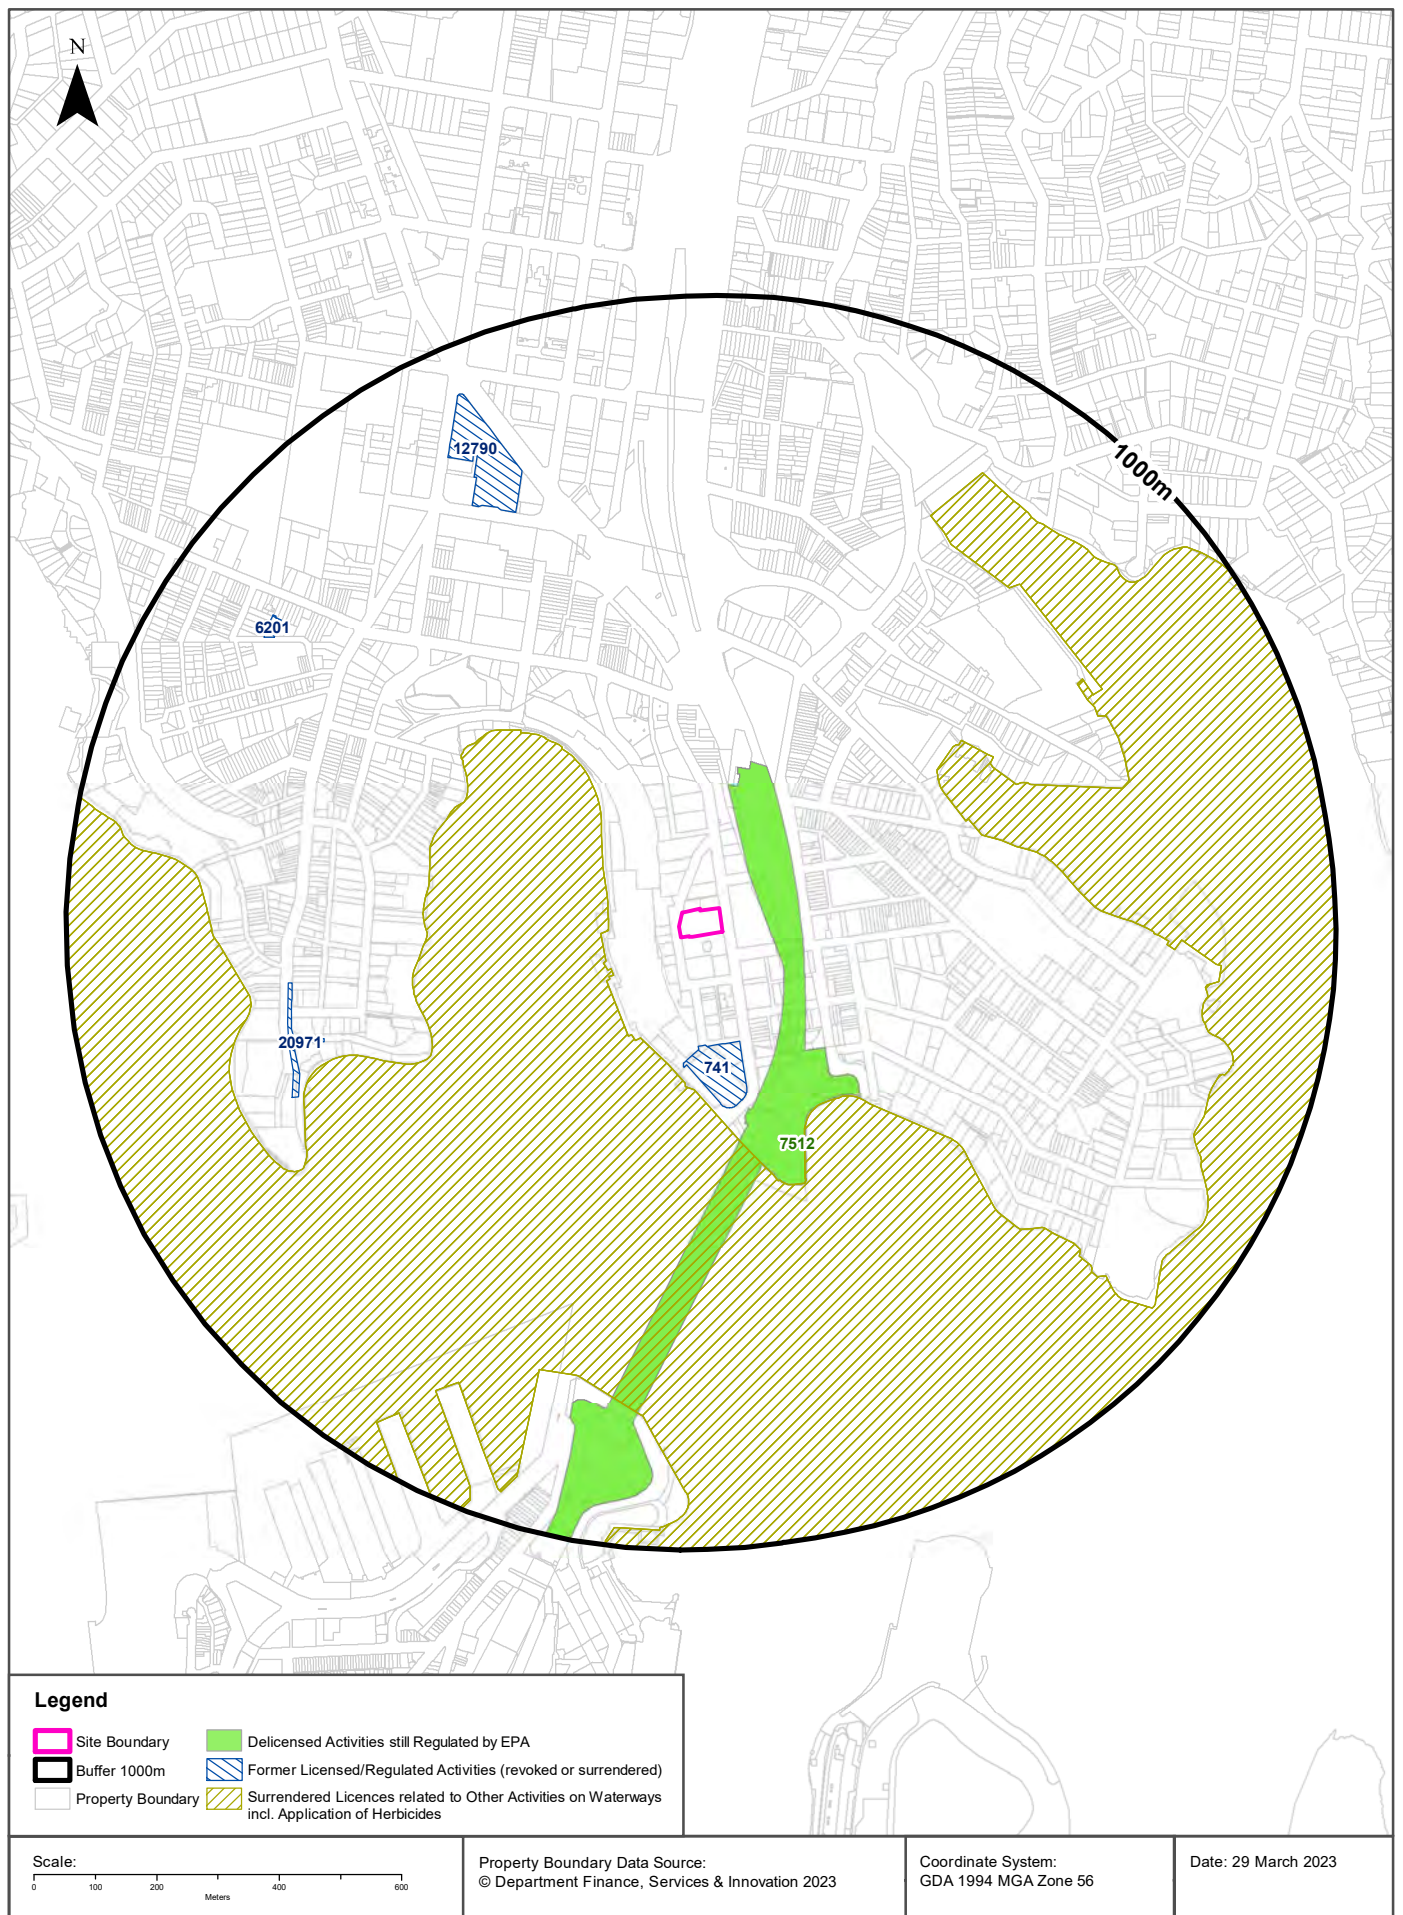 N
1000m
12790
6201
20971
741
7512
Legend
Site Boundary
Buffer 1000m
Property Boundary
Delicensed Activities still Regulated by EPA
Former Licensed/Regulated Activities (revoked or surrendered)
Surrendered Licences related to Other Activities on Waterways
incl. Application of Herbicides
Scale:
0 100 200 400 600
Meters
Property Boundary Data Source:
© Department Finance, Services & Innovation 2023
Coordinate System:
GDA 1994 MGA Zone 56
Date: 29 March 2023